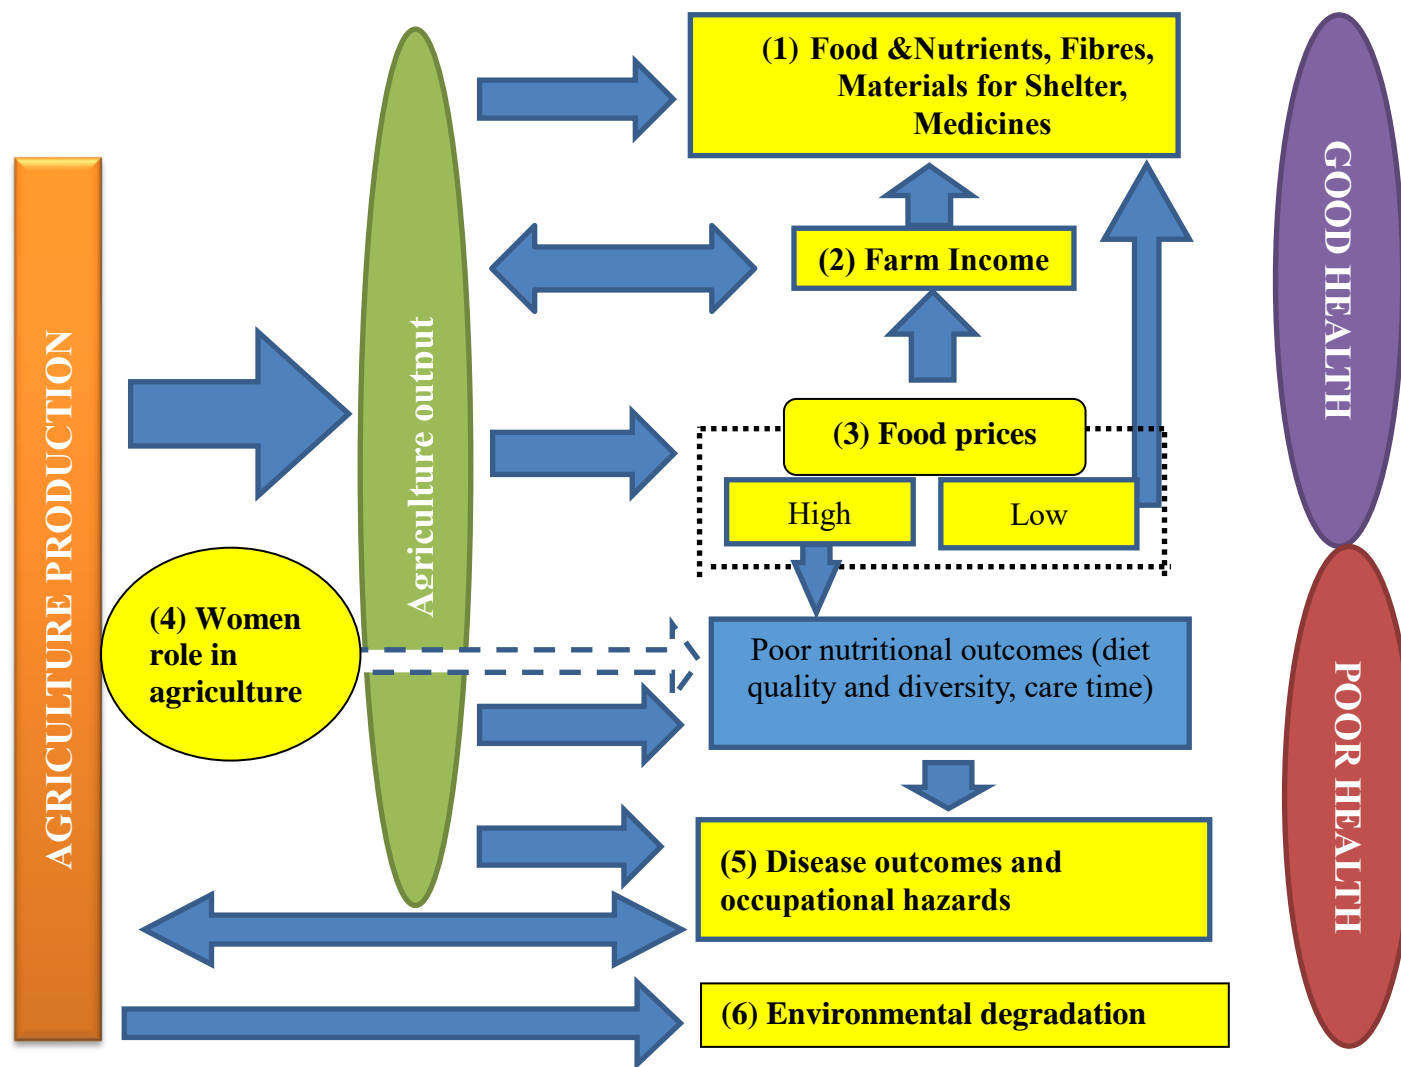 (1) Food &Nutrients, Fibres,
Materials for Shelter,
Medicines
(2) Farm Income
(3) Food prices
High
Low
AGRICULTURE PRODUCTION
Agriculture output
(4) Women
role in
agriculture
Poor nutritional outcomes (diet
quality and diversity, care time)
(5) Disease outcomes and
occupational hazards
(6) Environmental degradation
GOOD HEALTH
POOR HEALTH